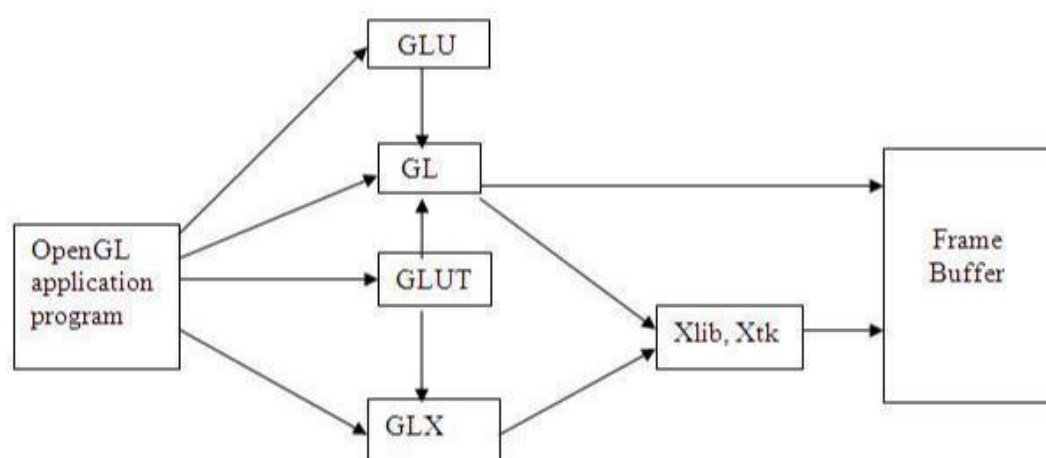 GLU
GL
OpenGL
application
program
GLUT
Frame
Buffer
Xlib, Xtk
GLX